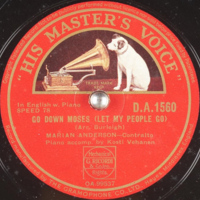 "HIS MASTER'S VOICE"
In English w. Piano
SPEED 78
D.A.1560
GO DOWN MOSES (LET MY PEOPLE GO)
(Arr. Burleigh)
MARIAN ANDERSON—Contralto
Piano accomp. by Kosti Vehanen